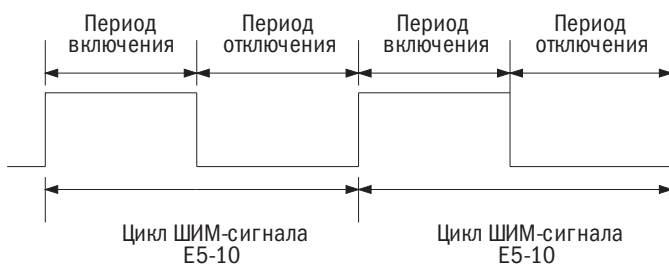 Период
включения
Период
отключения
Период
включения
Период
отключения
Цикл ШИМ-сигнала
E5-10
Цикл ШИМ-сигнала
E5-10